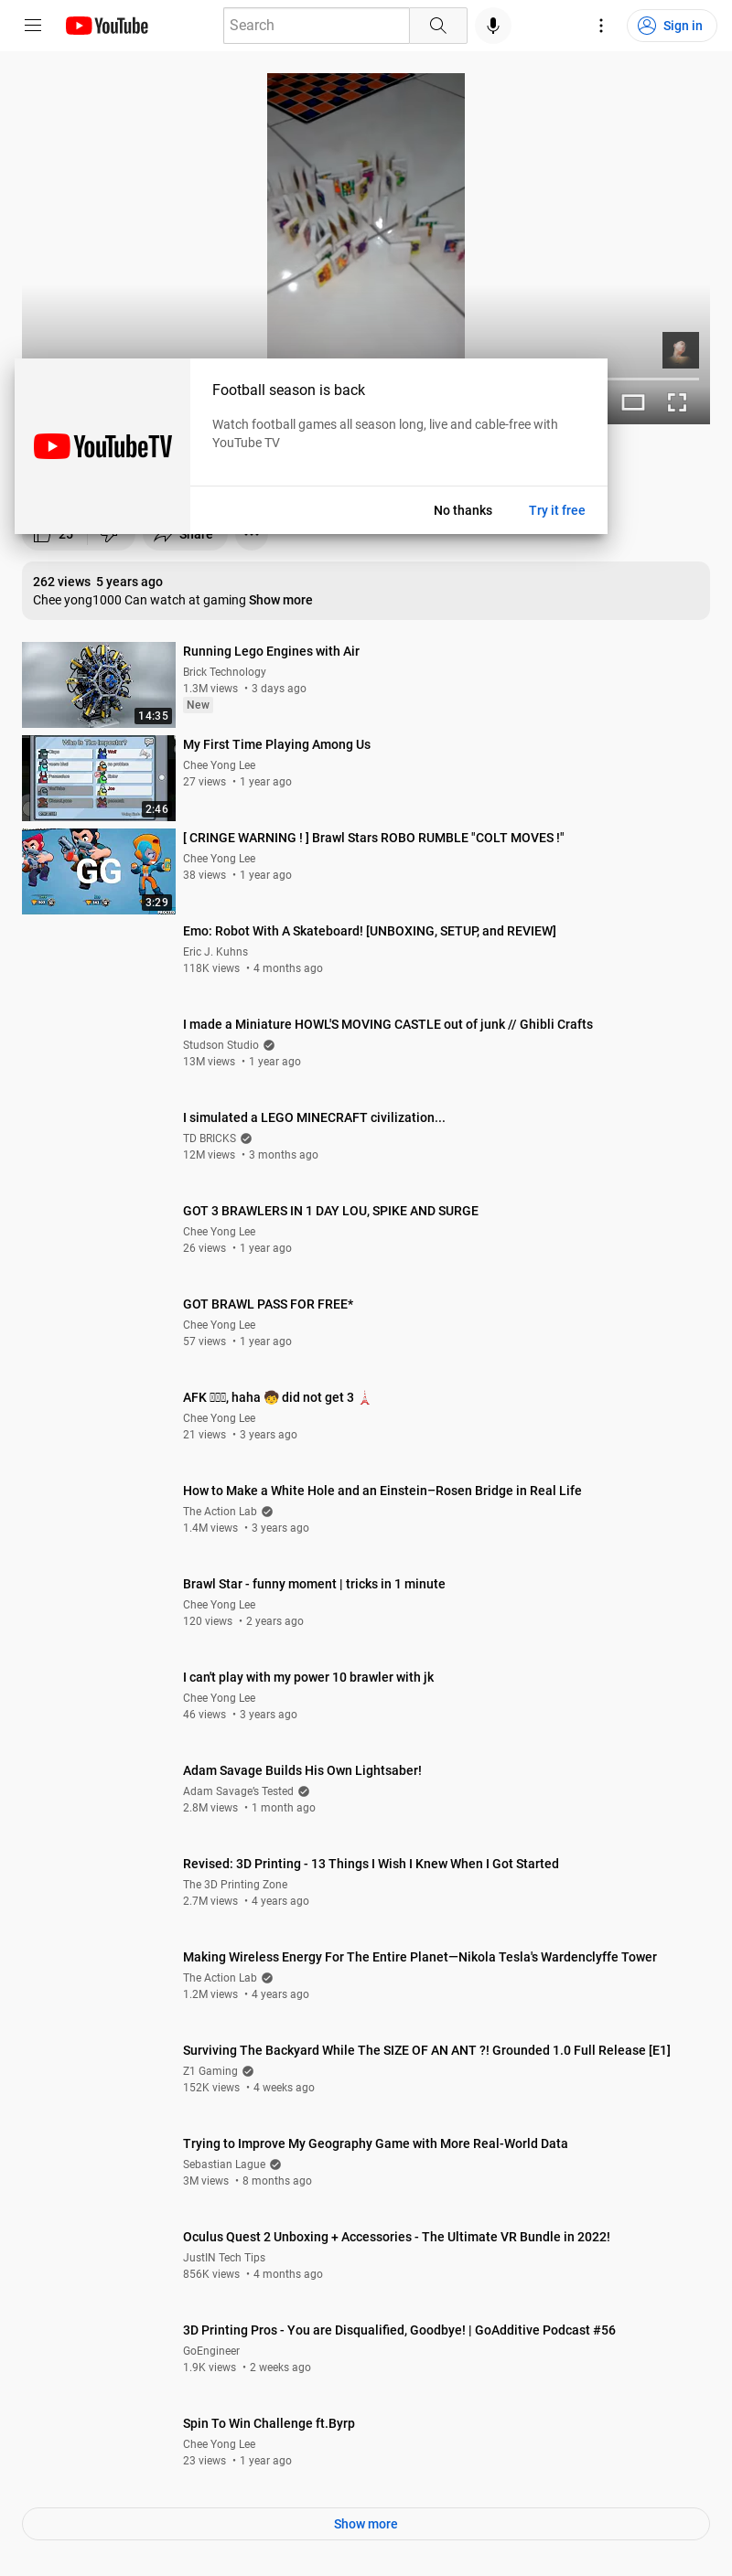 YouTube
Search
Sign in
Football season is back
Watch football games all season long, live and cable-free with
YouTube TV
YouTubeTV
No thanks
Try it free
25
Share
262 views 5 years ago
Chee yong1000 Can watch at gaming Show more
Running Lego Engines with Air
Brick Technology
1.3M views • 3 days ago
New
14:35
My First Time Playing Among Us
Chee Yong Lee
27 views • 1 year ago
Who Is The Impostor?
2:46
[ CRINGE WARNING ! ] Brawl Stars ROBO RUMBLE "COLT MOVES !"
Chee Yong Lee
38 views • 1 year ago
GG
3:29
Emo: Robot With A Skateboard! [UNBOXING, SETUP, and REVIEW]
Eric J. Kuhns
118K views • 4 months ago
I made a Miniature HOWL'S MOVING CASTLE out of junk // Ghibli Crafts
Studson Studio
13M views • 1 year ago
I simulated a LEGO MINECRAFT civilization...
TD BRICKS
12M views • 3 months ago
GOT 3 BRAWLERS IN 1 DAY LOU, SPIKE AND SURGE
Chee Yong Lee
26 views • 1 year ago
GOT BRAWL PASS FOR FREE*
Chee Yong Lee
57 views • 1 year ago
AFK , haha 🧒 did not get 3 🗼
Chee Yong Lee
21 views • 3 years ago
How to Make a White Hole and an Einstein–Rosen Bridge in Real Life
The Action Lab
1.4M views • 3 years ago
Brawl Star - funny moment | tricks in 1 minute
Chee Yong Lee
120 views • 2 years ago
I can't play with my power 10 brawler with jk
Chee Yong Lee
46 views • 3 years ago
Adam Savage Builds His Own Lightsaber!
Adam Savage's Tested
2.8M views • 1 month ago
Revised: 3D Printing - 13 Things I Wish I Knew When I Got Started
The 3D Printing Zone
2.7M views • 4 years ago
Making Wireless Energy For The Entire Planet—Nikola Tesla's Wardenclyffe Tower
The Action Lab
1.2M views • 4 years ago
Surviving The Backyard While The SIZE OF AN ANT ?! Grounded 1.0 Full Release [E1]
Z1 Gaming
152K views • 4 weeks ago
Trying to Improve My Geography Game with More Real-World Data
Sebastian Lague
3M views • 8 months ago
Oculus Quest 2 Unboxing + Accessories - The Ultimate VR Bundle in 2022!
JustIN Tech Tips
856K views • 4 months ago
3D Printing Pros - You are Disqualified, Goodbye! | GoAdditive Podcast #56
GoEngineer
1.9K views • 2 weeks ago
Spin To Win Challenge ft.Byrp
Chee Yong Lee
23 views • 1 year ago
Show more